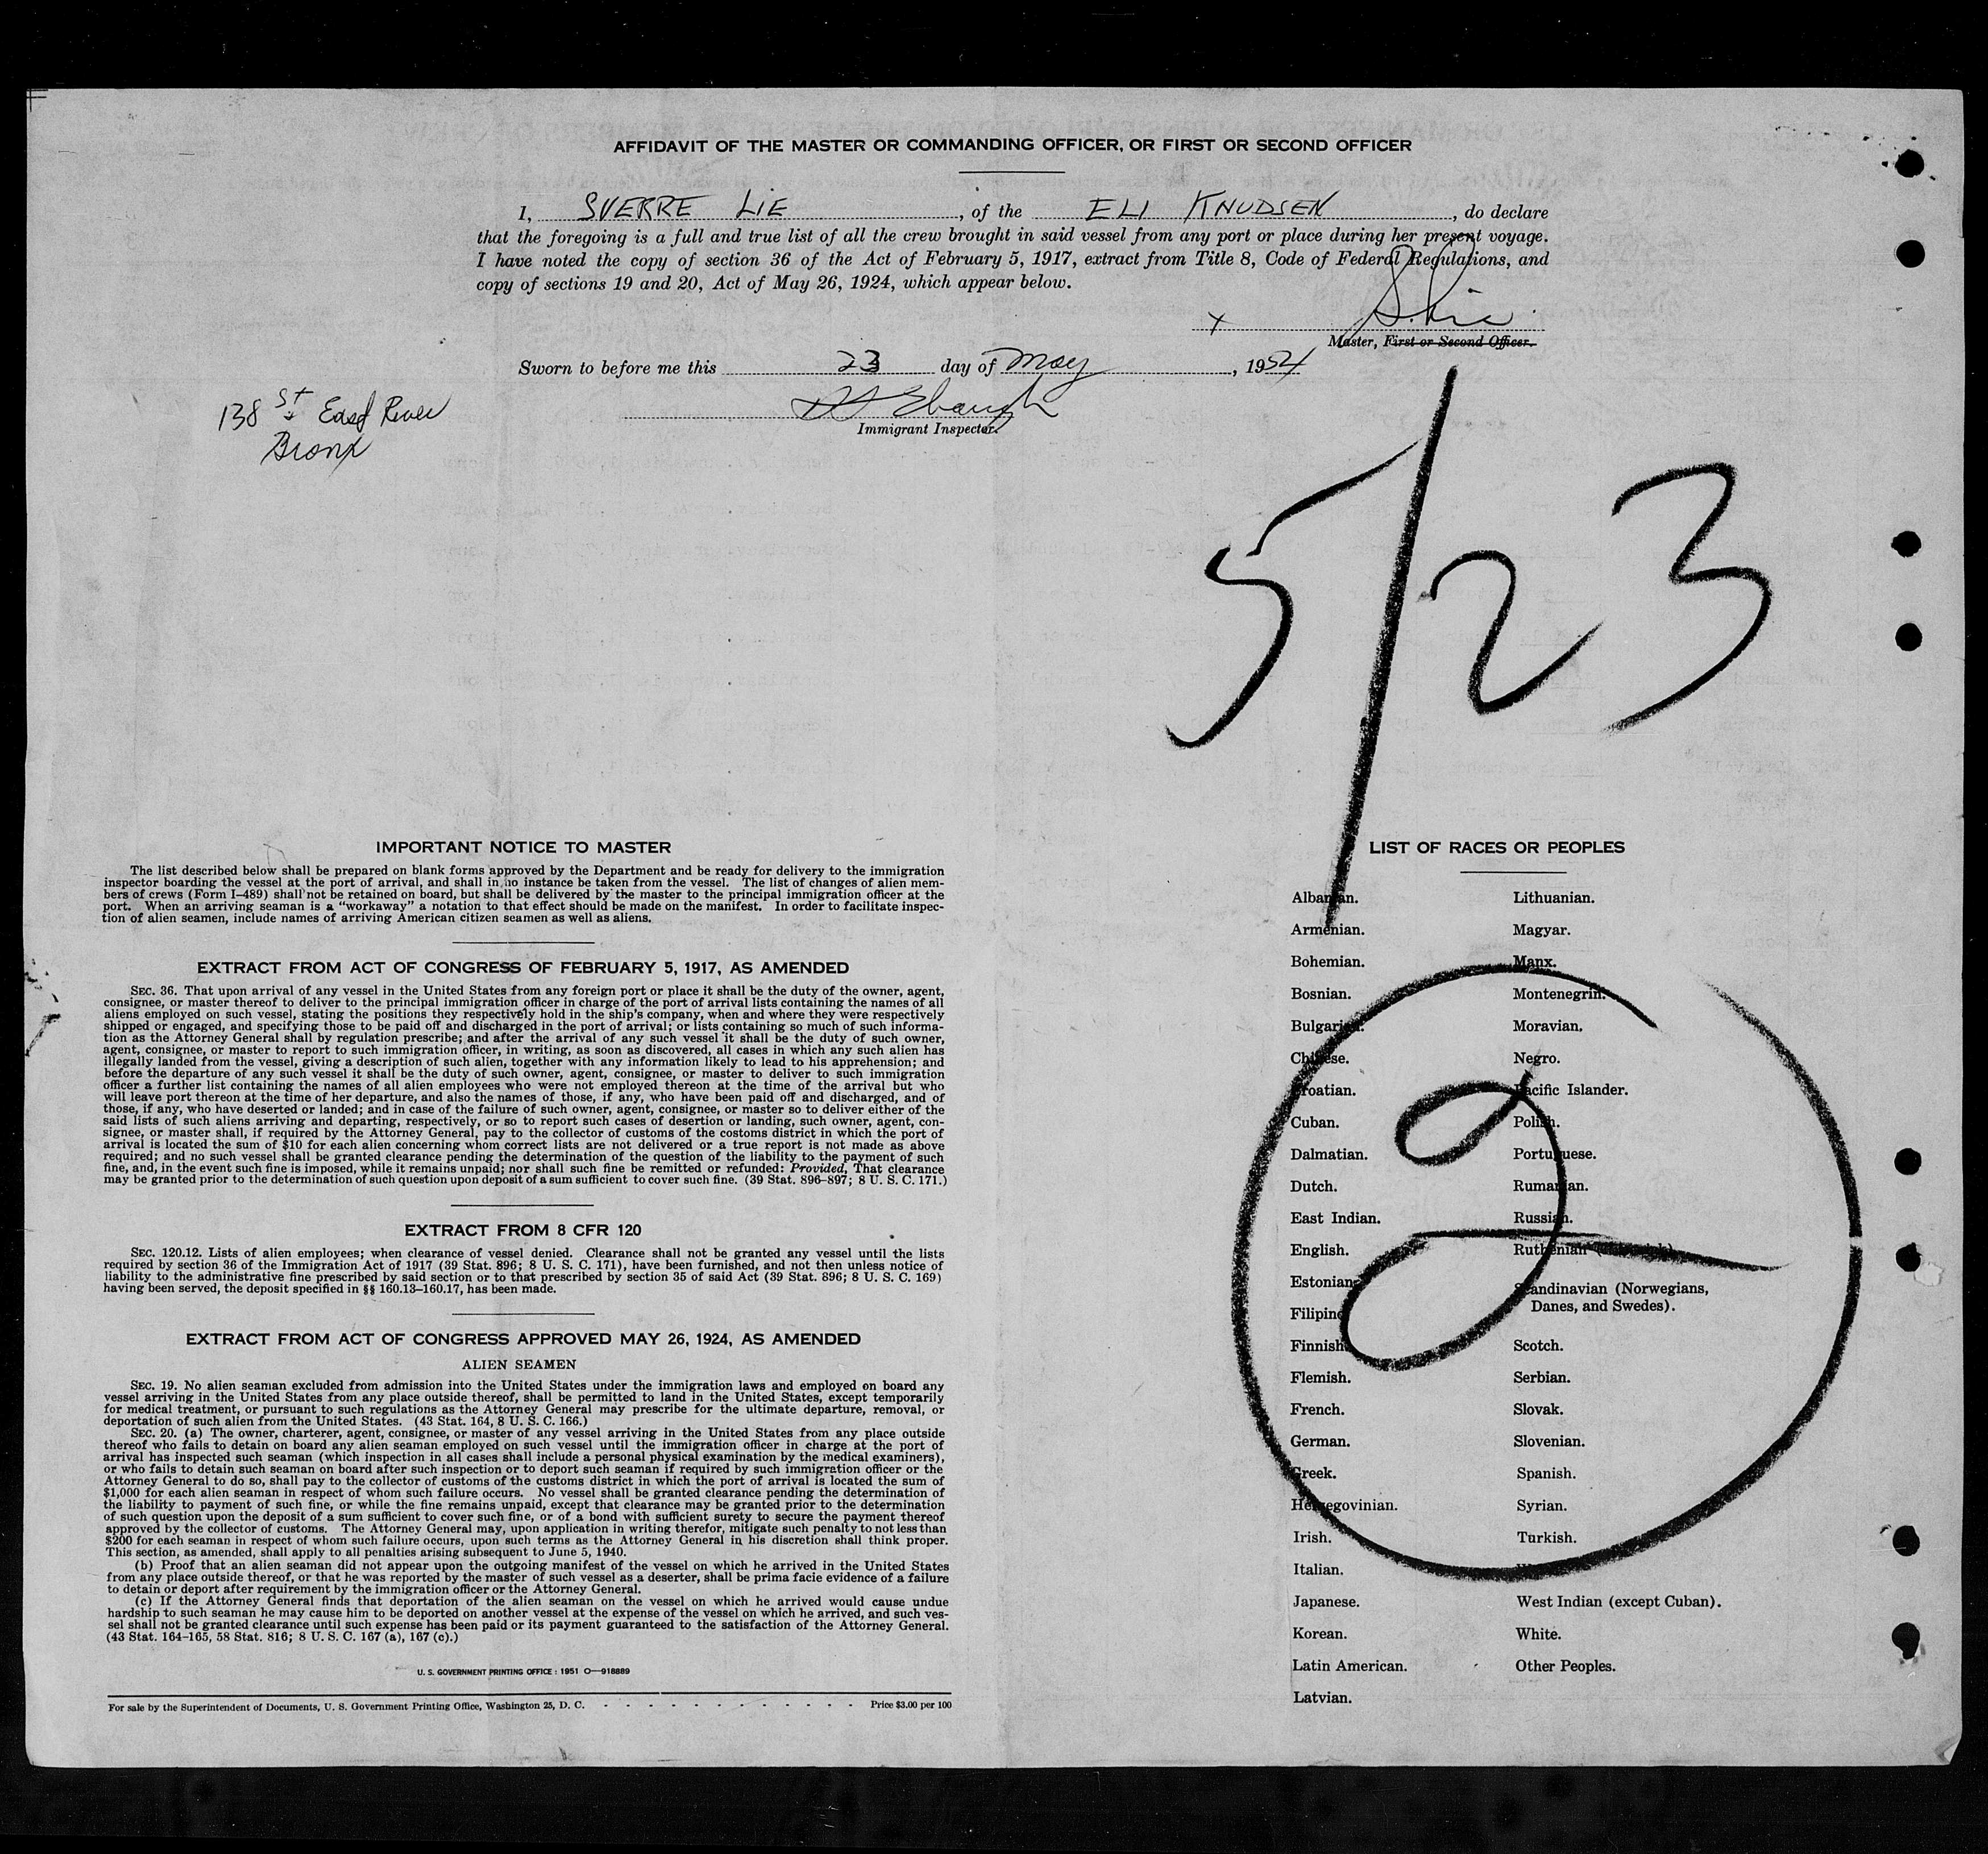 AFFIDAVIT OF THE MASTER OR COMMANDING OFFICER, OR FIRST OR SECOND OFFICER
I, SVERRE LIE, of the ELI KNUDSEN, do declare
that the foregoing is a full and true list of all the crew brought in said vessel from any port or place during her present voyage.
I have noted the copy of section 36 of the Act of February 5, 1917, extract from Title 8, Code of Federal Regulations, and
copy of sections 19 and 20, Act of May 26, 1924, which appear below.
x S. Lie
Master, First or Second Officer.
Sworn to before me this 23 day of May, 1954
Ebaugh
Immigrant Inspector.
138 St East River
Bronx
5/23
IMPORTANT NOTICE TO MASTER
The list described below shall be prepared on blank forms approved by the Department and be ready for delivery to the immigration
inspector boarding the vessel at the port of arrival, and shall in no instance be taken from the vessel. The list of changes of alien mem-
bers of crews (Form I–489) shall not be retained on board, but shall be delivered by the master to the principal immigration officer at the
port. When an arriving seaman is a “workaway” a notation to that effect should be made on the manifest. In order to facilitate inspec-
tion of alien seamen, include names of arriving American citizen seamen as well as aliens.
EXTRACT FROM ACT OF CONGRESS OF FEBRUARY 5, 1917, AS AMENDED
SEC. 36. That upon arrival of any vessel in the United States from any foreign port or place it shall be the duty of the owner, agent,
consignee, or master thereof to deliver to the principal immigration officer in charge of the port of arrival lists containing the names of all
aliens employed on such vessel, stating the positions they respectively hold in the ship's company, when and where they were respectively
shipped or engaged, and specifying those to be paid off and discharged in the port of arrival; or lists containing so much of such informa-
tion as the Attorney General shall by regulation prescribe; and after the arrival of any such vessel it shall be the duty of such owner,
agent, consignee, or master to report to such immigration officer, in writing, as soon as discovered, all cases in which any such alien has
illegally landed from the vessel, giving a description of such alien, together with any information likely to lead to his apprehension; and
before the departure of any such vessel it shall be the duty of such owner, agent, consignee, or master to deliver to such immigration
officer a further list containing the names of all alien employees who were not employed thereon at the time of the arrival but who
will leave port thereon at the time of her departure, and also the names of those, if any, who have been paid off and discharged, and of
those, if any, who have deserted or landed; and in case of the failure of such owner, agent, consignee, or master so to deliver either of the
said lists of such aliens arriving and departing, respectively, or so to report such cases of desertion or landing, such owner, agent, con-
signee, or master shall, if required by the Attorney General, pay to the collector of customs of the costoms district in which the port of
arrival is located the sum of $10 for each alien concerning whom correct lists are not delivered or a true report is not made as above
required; and no such vessel shall be granted clearance pending the determination of the question of the liability to the payment of such
fine, and, in the event such fine is imposed, while it remains unpaid; nor shall such fine be remitted or refunded: Provided, That clearance
may be granted prior to the determination of such question upon deposit of a sum sufficient to cover such fine. (39 Stat. 896–897; 8 U. S. C. 171.)
EXTRACT FROM 8 CFR 120
SEC. 120.12. Lists of alien employees; when clearance of vessel denied. Clearance shall not be granted any vessel until the lists
required by section 36 of the Immigration Act of 1917 (39 Stat. 896; 8 U. S. C. 171), have been furnished, and not then unless notice of
liability to the administrative fine prescribed by said section or to that prescribed by section 35 of said Act (39 Stat. 896; 8 U. S. C. 169)
having been served, the deposit specified in §§ 160.13–160.17, has been made.
EXTRACT FROM ACT OF CONGRESS APPROVED MAY 26, 1924, AS AMENDED
ALIEN SEAMEN
SEC. 19. No alien seaman excluded from admission into the United States under the immigration laws and employed on board any
vessel arriving in the United States from any place outside thereof, shall be permitted to land in the United States, except temporarily
for medical treatment, or pursuant to such regulations as the Attorney General may prescribe for the ultimate departure, removal, or
deportation of such alien from the United States. (43 Stat. 164, 8 U. S. C. 166.)
SEC. 20. (a) The owner, charterer, agent, consignee, or master of any vessel arriving in the United States from any place outside
thereof who fails to detain on board any alien seaman employed on such vessel until the immigration officer in charge at the port of
arrival has inspected such seaman (which inspection in all cases shall include a personal physical examination by the medical examiners),
or who fails to detain such seaman on board after such inspection or to deport such seaman if required by such immigration officer or the
Attorney General to do so, shall pay to the collector of customs of the customs district in which the port of arrival is located the sum of
$1,000 for each alien seaman in respect of whom such failure occurs. No vessel shall be granted clearance pending the determination of
the liability to payment of such fine, or while the fine remains unpaid, except that clearance may be granted prior to the determination
of such question upon the deposit of a sum sufficient to cover such fine, or of a bond with sufficient surety to secure the payment thereof
approved by the collector of customs. The Attorney General may, upon application in writing therefor, mitigate such penalty to not less than
$200 for each seaman in respect of whom such failure occurs, upon such terms as the Attorney General in his discretion shall think proper.
This section, as amended, shall apply to all penalties arising subsequent to June 5, 1940.
(b) Proof that an alien seaman did not appear upon the outgoing manifest of the vessel on which he arrived in the United States
from any place outside thereof, or that he was reported by the master of such vessel as a deserter, shall be prima facie evidence of a failure
to detain or deport after requirement by the immigration officer or the Attorney General.
(c) If the Attorney General finds that deportation of the alien seaman on the vessel on which he arrived would cause undue
hardship to such seaman he may cause him to be deported on another vessel at the expense of the vessel on which he arrived, and such ves-
sel shall not be granted clearance until such expense has been paid or its payment guaranteed to the satisfaction of the Attorney General.
(43 Stat. 164–165, 58 Stat. 816; 8 U. S. C. 167 (a), 167 (c).)
U. S. GOVERNMENT PRINTING OFFICE : 1951 O—918889
For sale by the Superintendent of Documents, U. S. Government Printing Office, Washington 25, D. C. - - - - - - - - - - - - Price $3.00 per 100
LIST OF RACES OR PEOPLES
Albanian.
Armenian.
Bohemian.
Bosnian.
Bulgarian.
Chinese.
Croatian.
Cuban.
Dalmatian.
Dutch.
East Indian.
English.
Estonian.
Filipino.
Finnish.
Flemish.
French.
German.
Greek.
Herzegovinian.
Irish.
Italian.
Japanese.
Korean.
Latin American.
Latvian.
Lithuanian.
Magyar.
Manx.
Montenegrin.
Moravian.
Negro.
Pacific Islander.
Polish.
Portuguese.
Rumanian.
Russian.
Ruthenian
Scandinavian (Norwegians,
Danes, and Swedes).
Scotch.
Serbian.
Slovak.
Slovenian.
Spanish.
Syrian.
Turkish.
West Indian (except Cuban).
White.
Other Peoples.
2